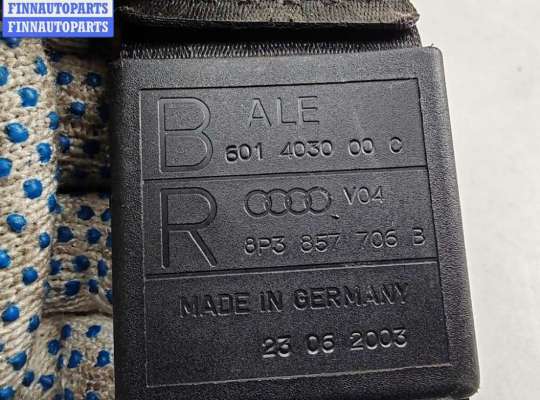 FINNAUTOPARTS
FINNAUTOPARTS
B ALE
601 4030 00 C
R V04
8P3 857 706 B
MADE IN GERMANY
23 06 2003